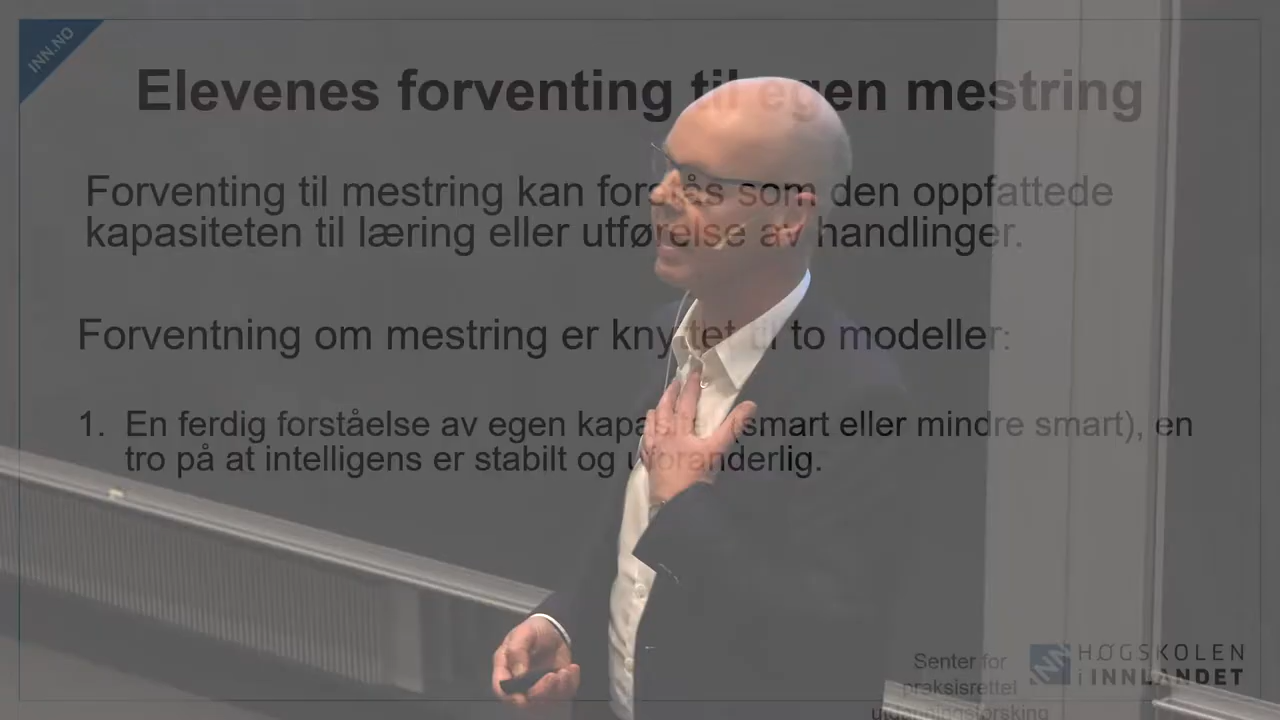 INN.NO
Elevenes forventing til egen mestring
Forventing til mestring kan forstås som den oppfattede
kapasiteten til læring eller utførelse av handlinger.
Forventning om mestring er knyttet til to modeller:
1. En ferdig forståelse av egen kapasitet (smart eller mindre smart), en
tro på at intelligens er stabilt og uforanderlig.
Senter for
praksisrettet
utdanningsforsking
HØGSKOLEN
i INNLANDET